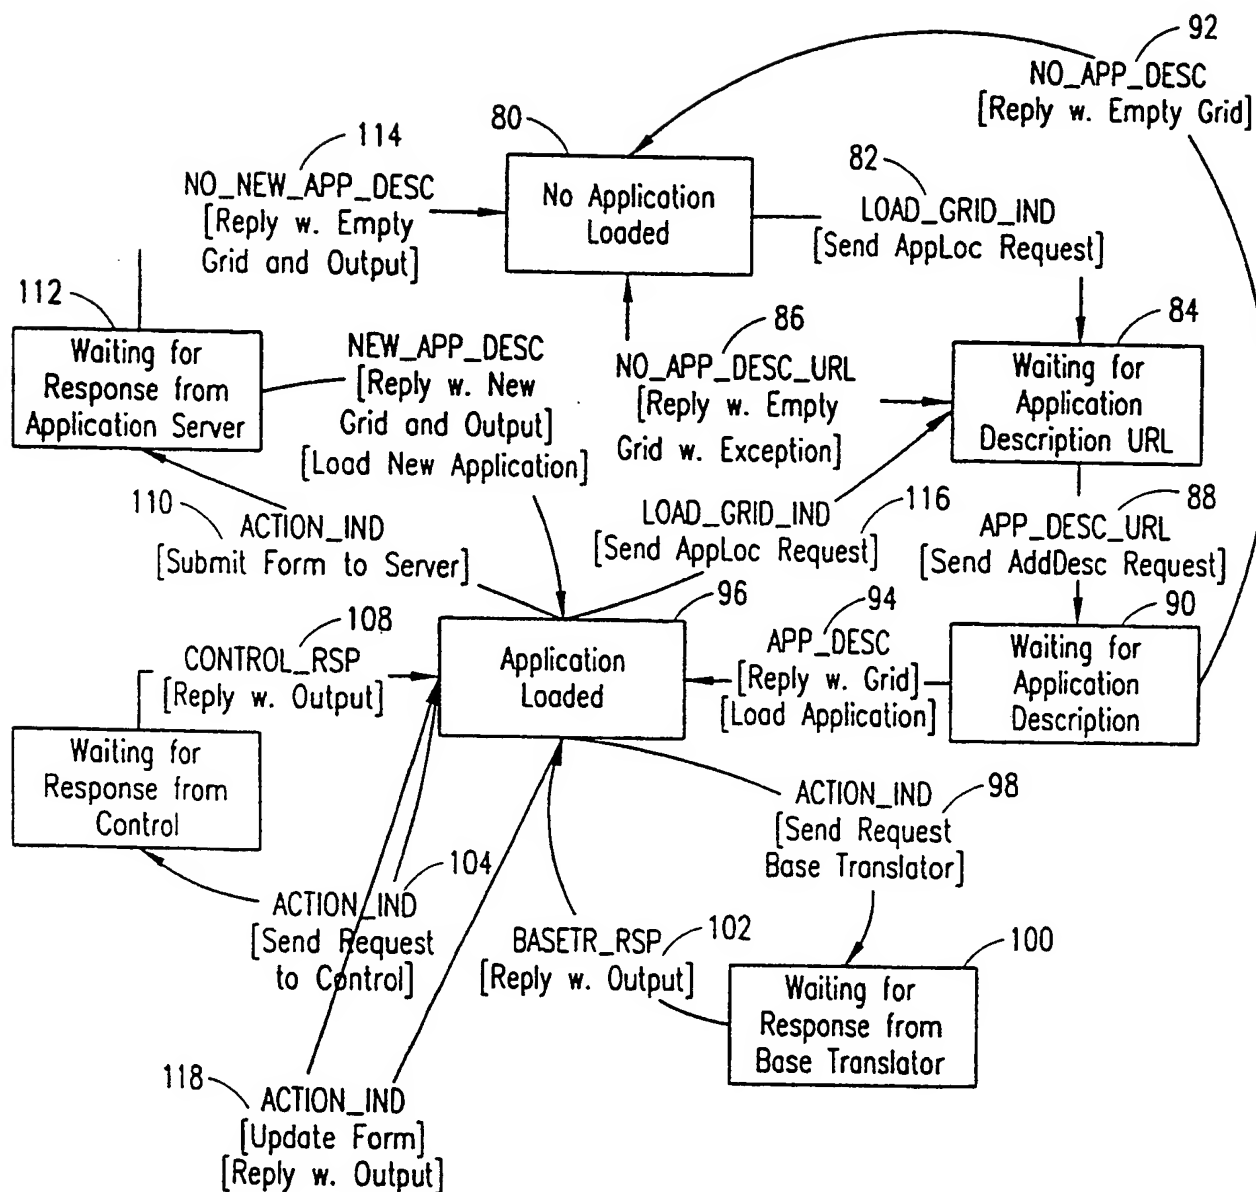 92
NO_APP_DESC
[Reply w. Empty Grid]
114
NO_NEW_APP_DESC
[Reply w. Empty
Grid and Output]
80
No Application
Loaded
82
LOAD_GRID_IND
[Send AppLoc Request]
112
Waiting for
Response from
Application Server
NEW_APP_DESC
[Reply w. New
Grid and Output]
[Load New Application]
86
NO_APP_DESC_URL
[Reply w. Empty
Grid w. Exception]
84
Waiting for
Application
Description URL
110
ACTION_IND
[Submit Form to Server]
LOAD_GRID_IND
116
[Send AppLoc Request]
88
APP_DESC_URL
[Send AddDesc Request]
108
CONTROL_RSP
[Reply w. Output]
96
Application
Loaded
94
APP_DESC
[Reply w. Grid]
[Load Application]
90
Waiting for
Application
Description
Waiting for
Response from
Control
104
ACTION_IND
[Send Request
to Control]
ACTION_IND
98
[Send Request
Base Translator]
BASETR_RSP
102
[Reply w. Output]
100
Waiting for
Response from
Base Translator
118
ACTION_IND
[Update Form]
[Reply w. Output]